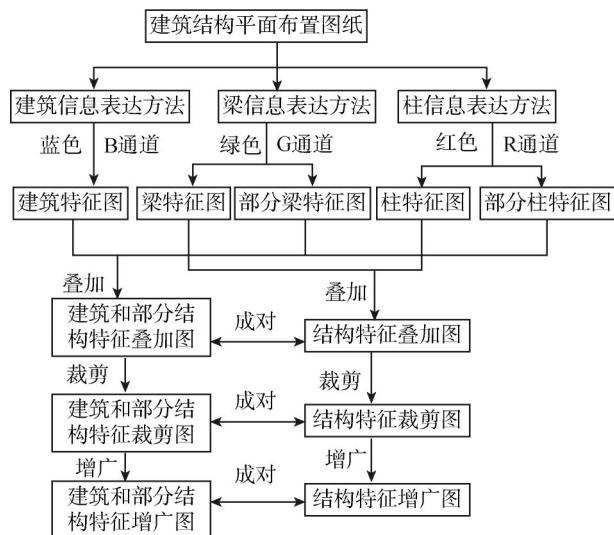 建筑结构平面布置图纸
建筑信息表达方法
梁信息表达方法
柱信息表达方法
蓝色
B通道
绿色
G通道
红色
R通道
建筑特征图
梁特征图
部分梁特征图
柱特征图
部分柱特征图
叠加
叠加
建筑和部分结
构特征叠加图
成对
结构特征叠加图
裁剪
裁剪
建筑和部分结
构特征裁剪图
成对
结构特征裁剪图
增广
增广
建筑和部分结
构特征增广图
成对
结构特征增广图